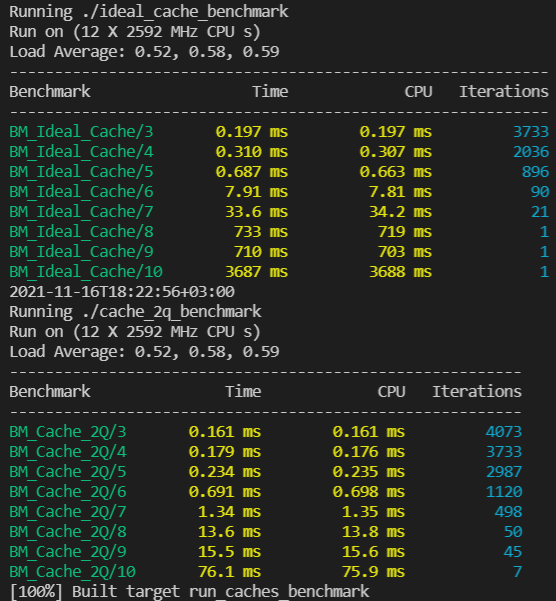 Running ./ideal_cache_benchmark
Run on (12 X 2592 MHz CPU s)
Load Average: 0.52, 0.58, 0.59
------------------------------------------------------------
Benchmark                  Time             CPU   Iterations
------------------------------------------------------------
BM_Ideal_Cache/3       0.197 ms        0.197 ms         3733
BM_Ideal_Cache/4       0.310 ms        0.307 ms         2036
BM_Ideal_Cache/5       0.687 ms        0.663 ms          896
BM_Ideal_Cache/6        7.91 ms         7.81 ms           90
BM_Ideal_Cache/7        33.6 ms         34.2 ms           21
BM_Ideal_Cache/8         733 ms          719 ms            1
BM_Ideal_Cache/9         710 ms          703 ms            1
BM_Ideal_Cache/10       3687 ms         3688 ms            1
2021-11-16T18:22:56+03:00
Running ./cache_2q_benchmark
Run on (12 X 2592 MHz CPU s)
Load Average: 0.52, 0.58, 0.59
---------------------------------------------------------
Benchmark               Time             CPU   Iterations
---------------------------------------------------------
BM_Cache_2Q/3       0.161 ms        0.161 ms         4073
BM_Cache_2Q/4       0.179 ms        0.176 ms         3733
BM_Cache_2Q/5       0.234 ms        0.235 ms         2987
BM_Cache_2Q/6       0.691 ms        0.698 ms         1120
BM_Cache_2Q/7        1.34 ms         1.35 ms          498
BM_Cache_2Q/8        13.6 ms         13.8 ms           50
BM_Cache_2Q/9        15.5 ms         15.6 ms           45
BM_Cache_2Q/10       76.1 ms         75.9 ms            7
[100%] Built target run_caches_benchmark